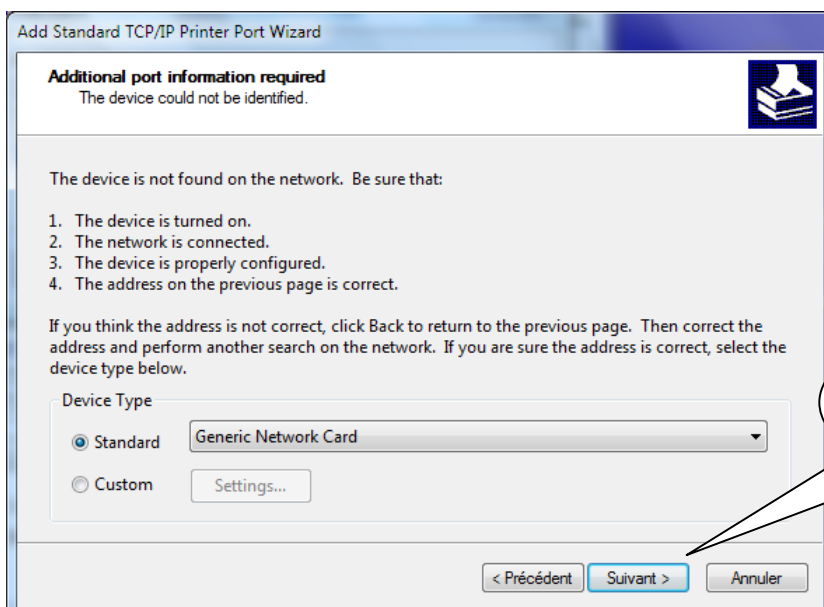 Add Standard TCP/IP Printer Port Wizard
Additional port information required
The device could not be identified.
The device is not found on the network. Be sure that:
1. The device is turned on.
2. The network is connected.
3. The device is properly configured.
4. The address on the previous page is correct.
If you think the address is not correct, click Back to return to the previous page. Then correct the
address and perform another search on the network. If you are sure the address is correct, select the
device type below.
Device Type
Standard Generic Network Card
Custom Settings...
< Précédent Suivant > Annuler